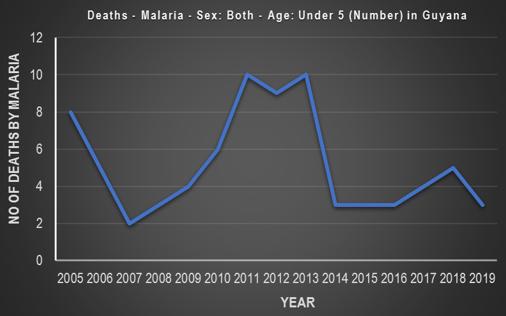 Deaths - Malaria - Sex: Both - Age: Under 5 (Number) in Guyana
NO OF DEATHS BY MALARIA
12
10
8
6
4
2
0
2005 2006 2007 2008 2009 2010 2011 2012 2013 2014 2015 2016 2017 2018 2019
YEAR